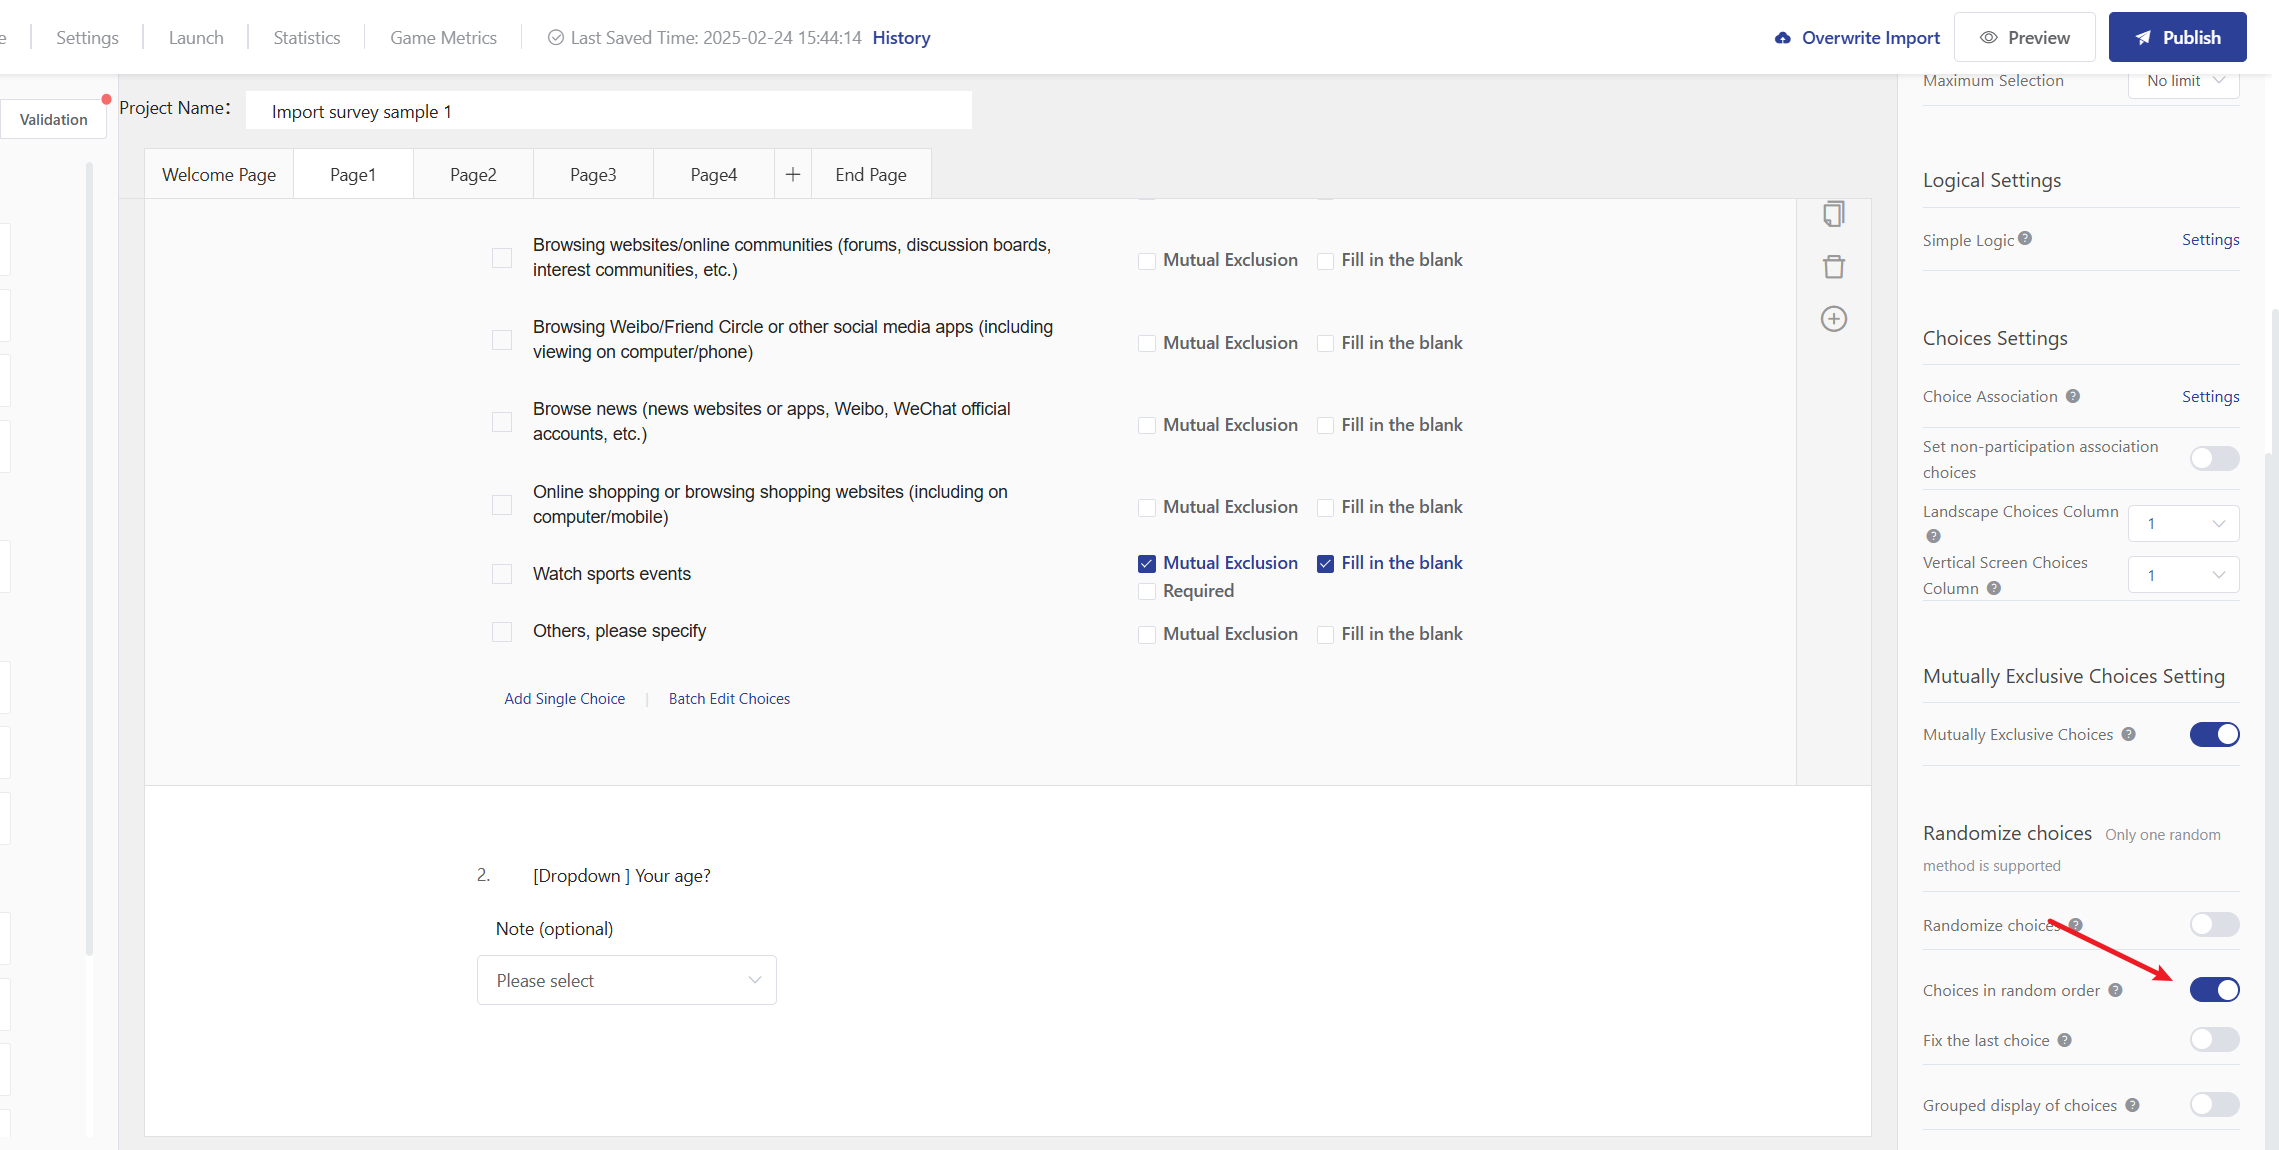 Settings
Launch
Statistics
Game Metrics
Last Saved Time: 2025-02-24 15:44:14 History
Overwrite Import
Preview
Publish
Validation
Project Name：
Import survey sample 1
Welcome Page
Page1
Page2
Page3
Page4
+
End Page
Browsing websites/online communities (forums, discussion boards,
interest communities, etc.)
Mutual Exclusion
Fill in the blank
Browsing Weibo/Friend Circle or other social media apps (including
viewing on computer/phone)
Mutual Exclusion
Fill in the blank
Browse news (news websites or apps, Weibo, WeChat official
accounts, etc.)
Mutual Exclusion
Fill in the blank
Online shopping or browsing shopping websites (including on
computer/mobile)
Mutual Exclusion
Fill in the blank
Watch sports events
Mutual Exclusion
Fill in the blank
Required
Others, please specify
Mutual Exclusion
Fill in the blank
Add Single Choice | Batch Edit Choices
2. [Dropdown ] Your age?
Note (optional)
Please select
Maximum Selection
No limit
Logical Settings
Simple Logic ?
Settings
Choices Settings
Choice Association ?
Settings
Set non-participation association
choices
Landscape Choices Column
?
1
Vertical Screen Choices
Column ?
1
Mutually Exclusive Choices Setting
Mutually Exclusive Choices ?
Randomize choices Only one random
method is supported
Randomize choices ?
Choices in random order ?
Fix the last choice ?
Grouped display of choices ?